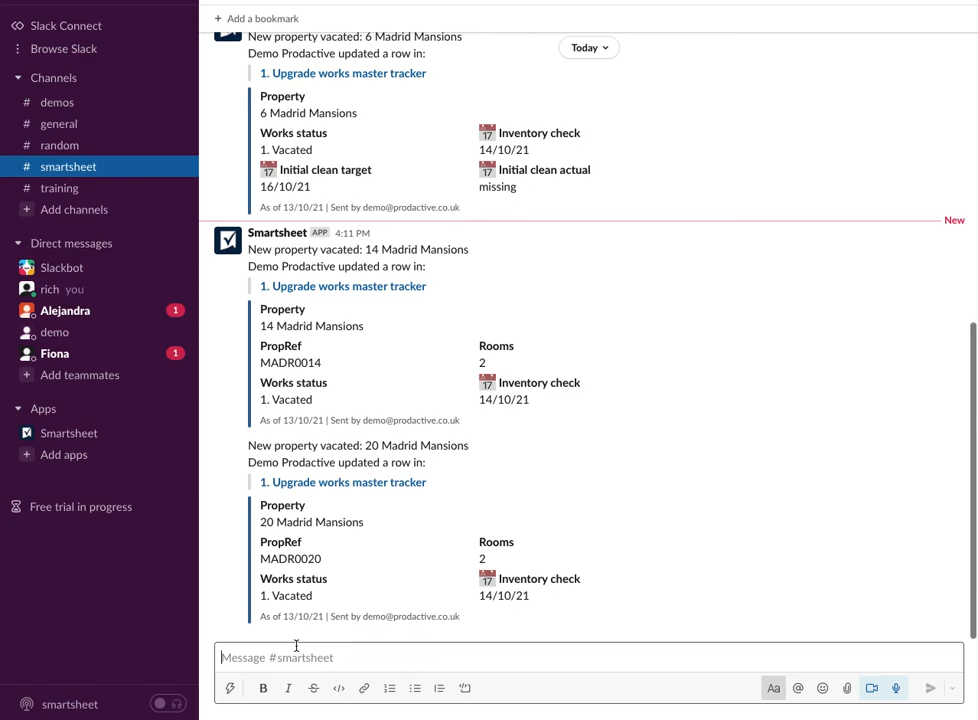 Slack Connect
Browse Slack
Channels
# demos
# general
# random
# smartsheet
# training
+ Add channels
Direct messages
Slackbot
rich you
Alejandra 1
demo
Fiona 1
+ Add teammates
Apps
Smartsheet
+ Add apps
Free trial in progress
smartsheet
+ Add a bookmark
New property vacated: 6 Madrid Mansions
Today
Demo Prodactive updated a row in:
1. Upgrade works master tracker
Property
6 Madrid Mansions
Works status
17 Inventory check
1. Vacated
14/10/21
17 Initial clean target
17 Initial clean actual
16/10/21
missing
As of 13/10/21 | Sent by demo@prodactive.co.uk
New
Smartsheet APP 4:11 PM
New property vacated: 14 Madrid Mansions
Demo Prodactive updated a row in:
1. Upgrade works master tracker
Property
14 Madrid Mansions
PropRef
Rooms
MADR0014
2
Works status
17 Inventory check
1. Vacated
14/10/21
As of 13/10/21 | Sent by demo@prodactive.co.uk
New property vacated: 20 Madrid Mansions
Demo Prodactive updated a row in:
1. Upgrade works master tracker
Property
20 Madrid Mansions
PropRef
Rooms
MADR0020
2
Works status
17 Inventory check
1. Vacated
14/10/21
As of 13/10/21 | Sent by demo@prodactive.co.uk
Message #smartsheet
B I S Aa @